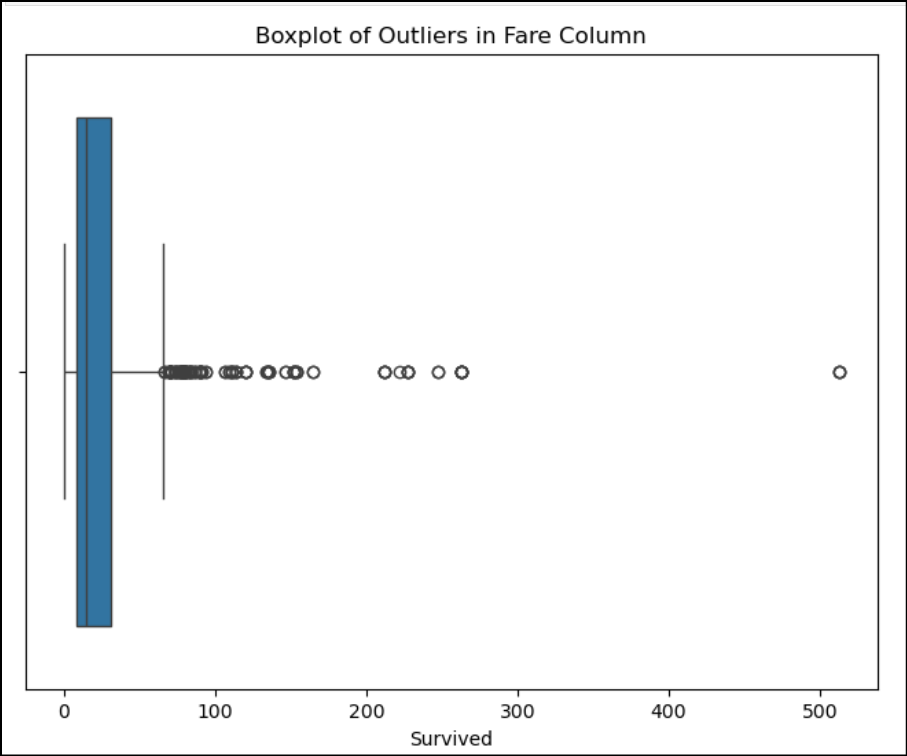 Boxplot of Outliers in Fare Column
0 100 200 300 400 500
Survived